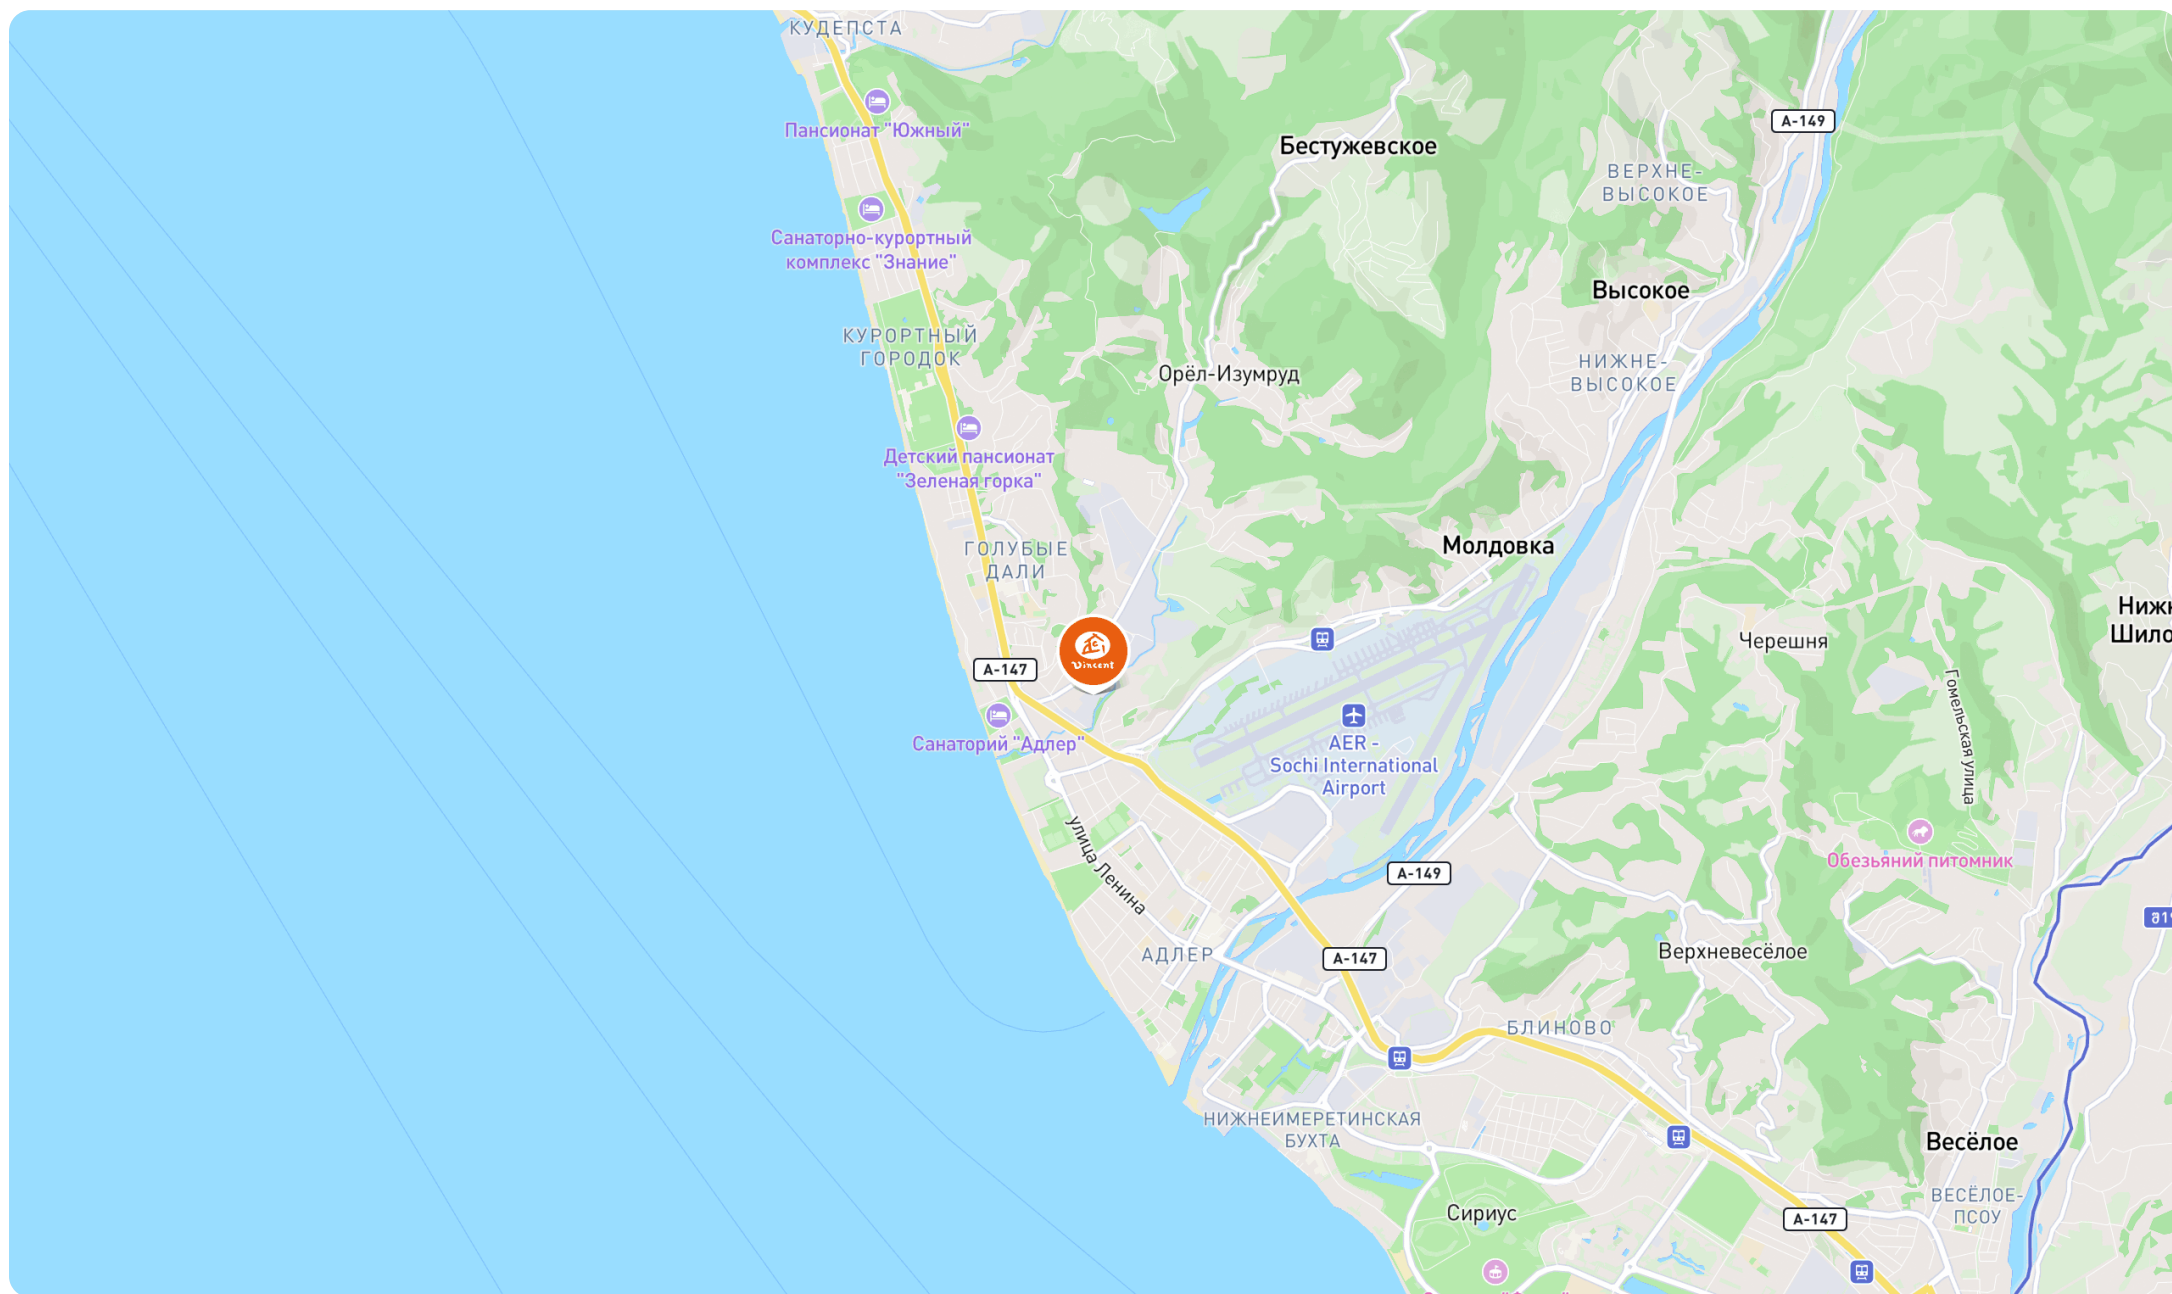 КУДЕПСТА
Пансионат "Южный"
А-149
Бестужевское
ВЕРХНЕ-
ВЫСОКОЕ
Санаторно-курортный
комплекс "Знание"
Высокое
КУРОРТНЫЙ
ГОРОДОК
Орёл-Изумруд
НИЖНЕ-
ВЫСОКОЕ
Детский пансионат
"Зеленая горка"
ГОЛУБЫЕ
ДАЛИ
Молдовка
Нижн
Шило
Черешня
Vincent
А-147
Гомельская улица
Санаторий "Адлер"
AER -
Sochi International
Airport
улица Ленина
Обезьяний питомник
А-149
АДЛЕР
А-147
Верхневесёлое
БЛИНОВО
НИЖНЕИМЕРЕТИНСКАЯ
БУХТА
Весёлое
ВЕСЁЛОЕ-
ПСОУ
Сириус
А-147